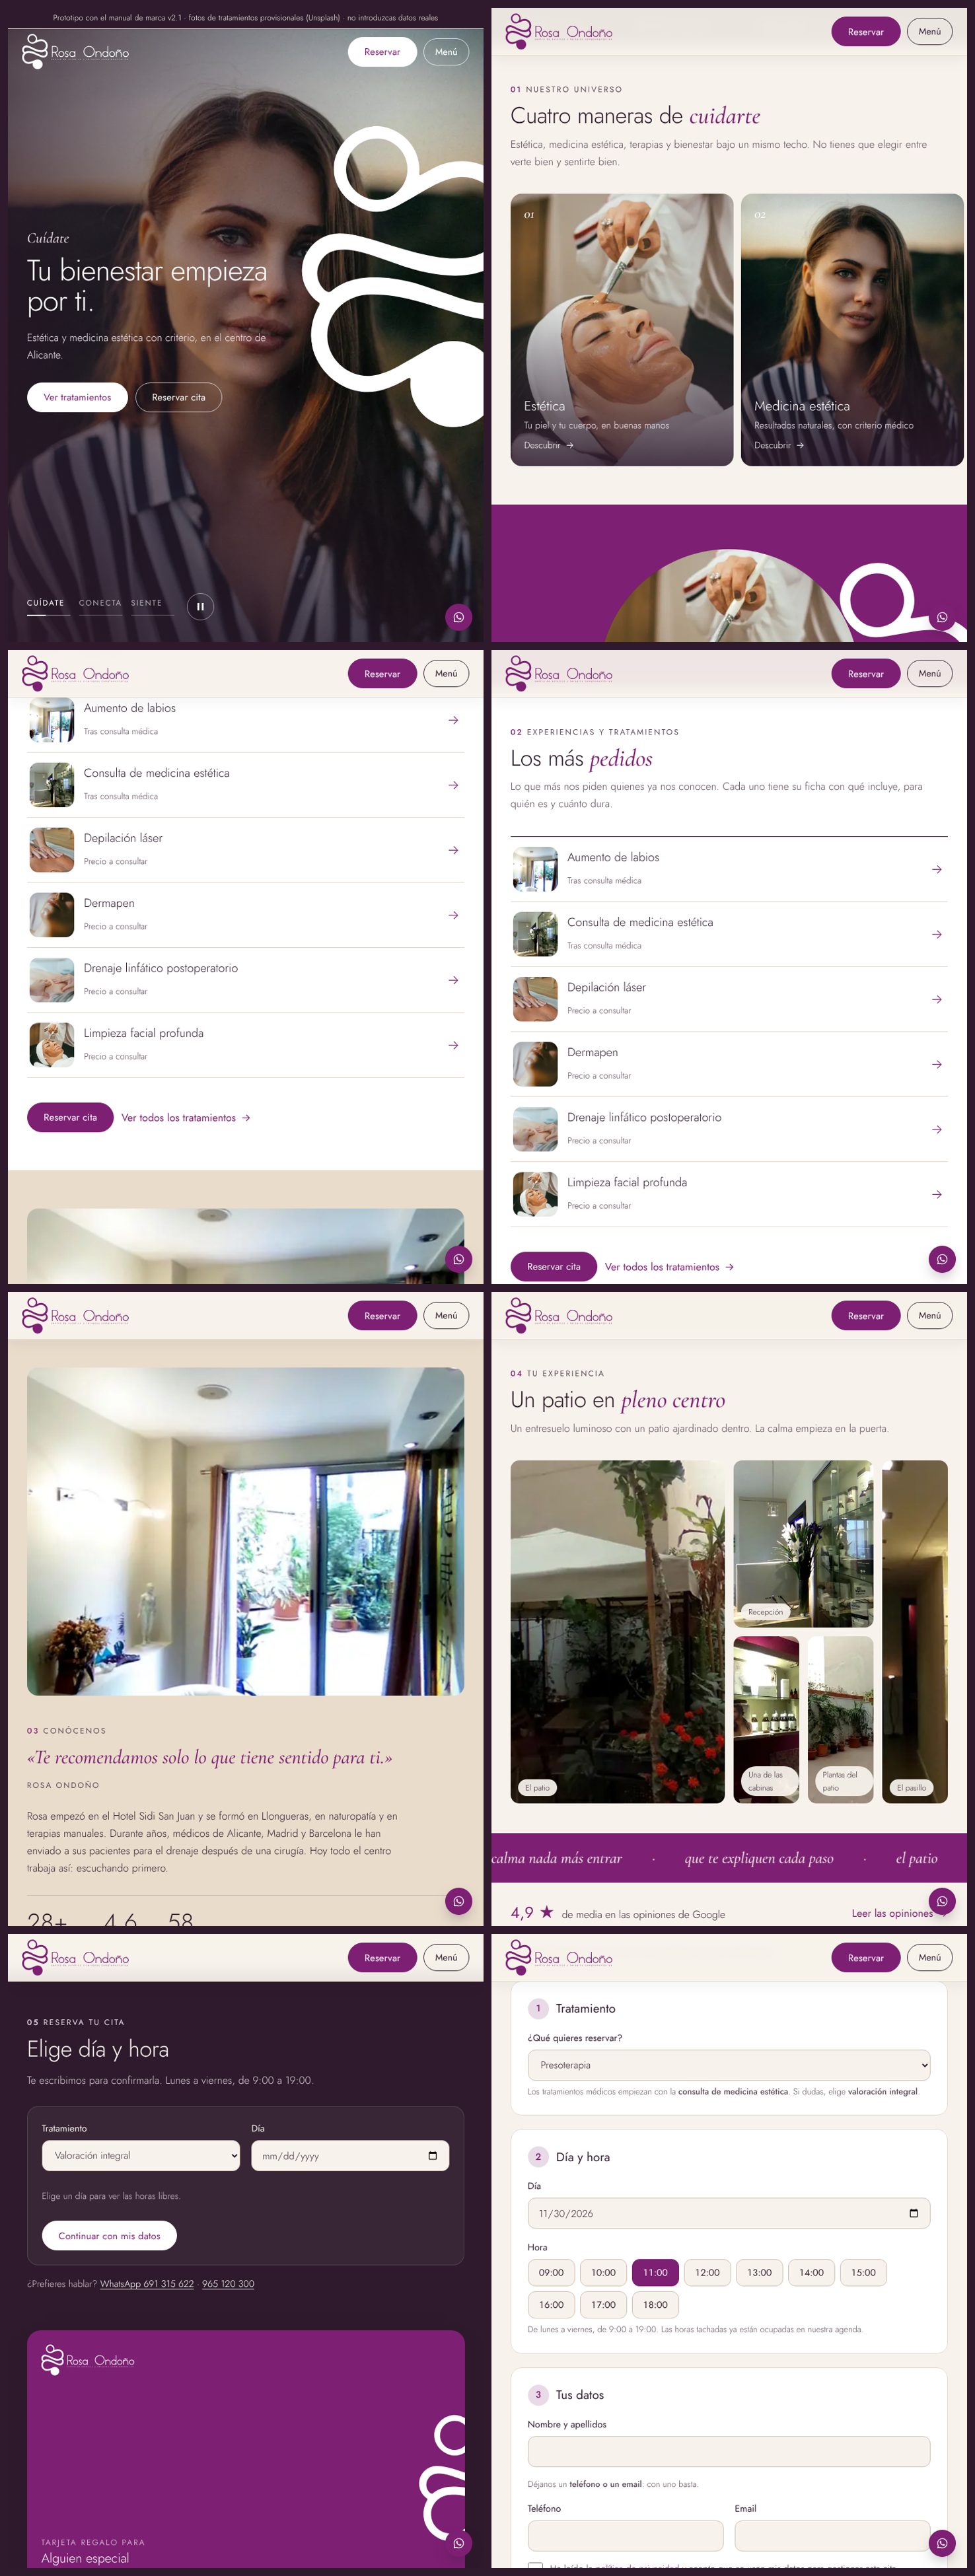 Prototipo con el manual de marca v2.1 · fotos de tratamientos provisionales (Unsplash) · no introduzcas datos reales
Rosa Ondoño
Reservar
Menú
Cuídate
Tu bienestar empieza
por ti.
Estética y medicina estética con criterio, en el centro de
Alicante.
Ver tratamientos
Reservar cita
CUÍDATE
CONECTA
SIENTE
Rosa Ondoño
Reservar
Menú
01 NUESTRO UNIVERSO
Cuatro maneras de cuidarte
Estética, medicina estética, terapias y bienestar bajo un mismo techo. No tienes que elegir entre
verte bien y sentirte bien.
01
Estética
Tu piel y tu cuerpo, en buenas manos
Descubrir →
02
Medicina estética
Resultados naturales, con criterio médico
Descubrir →
Rosa Ondoño
Reservar
Menú
Aumento de labios
Tras consulta médica
→
Consulta de medicina estética
Tras consulta médica
→
Depilación láser
Precio a consultar
→
Dermapen
Precio a consultar
→
Drenaje linfático postoperatorio
Precio a consultar
→
Limpieza facial profunda
Precio a consultar
→
Reservar cita
Ver todos los tratamientos →
Rosa Ondoño
Reservar
Menú
02 EXPERIENCIAS Y TRATAMIENTOS
Los más pedidos
Lo que más nos piden quienes ya nos conocen. Cada uno tiene su ficha con qué incluye, para
quién es y cuánto dura.
Aumento de labios
Tras consulta médica
→
Consulta de medicina estética
Tras consulta médica
→
Depilación láser
Precio a consultar
→
Dermapen
Precio a consultar
→
Drenaje linfático postoperatorio
Precio a consultar
→
Limpieza facial profunda
Precio a consultar
→
Reservar cita
Ver todos los tratamientos →
Rosa Ondoño
Reservar
Menú
03 CONÓCENOS
«Te recomendamos solo lo que tiene sentido para ti.»
ROSA ONDOÑO
Rosa empezó en el Hotel Sidi San Juan y se formó en Llongueras, en naturopatía y en
terapias manuales. Durante años, médicos de Alicante, Madrid y Barcelona le han
enviado a sus pacientes para el drenaje después de una cirugía. Hoy todo el centro
trabaja así: escuchando primero.
28+
58
Rosa Ondoño
Reservar
Menú
04 TU EXPERIENCIA
Un patio en pleno centro
Un entresuelo luminoso con un patio ajardinado dentro. La calma empieza en la puerta.
El patio
Recepción
Una de las
cabinas
Plantas del
patio
El pasillo
calma nada más entrar · que te expliquen cada paso · el patio
4,9 ★ de media en las opiniones de Google
Leer las opiniones
Rosa Ondoño
Reservar
Menú
05 RESERVA TU CITA
Elige día y hora
Te escribimos para confirmarla. Lunes a viernes, de 9:00 a 19:00.
Tratamiento
Día
Valoración integral
mm/dd/yyyy
Elige un día para ver las horas libres.
Continuar con mis datos
¿Prefieres hablar? WhatsApp 691 315 622 · 965 120 300
Rosa Ondoño
TARJETA REGALO PARA
Alguien especial
Rosa Ondoño
Reservar
Menú
1 Tratamiento
¿Qué quieres reservar?
Presoterapia
Los tratamientos médicos empiezan con la consulta de medicina estética. Si dudas, elige valoración integral.
2 Día y hora
Día
11/30/2026
Hora
09:00 10:00 11:00 12:00 13:00 14:00 15:00
16:00 17:00 18:00
De lunes a viernes, de 9:00 a 19:00. Las horas tachadas ya están ocupadas en nuestra agenda.
3 Tus datos
Nombre y apellidos
Déjanos un teléfono o un email: con uno basta.
Teléfono
Email